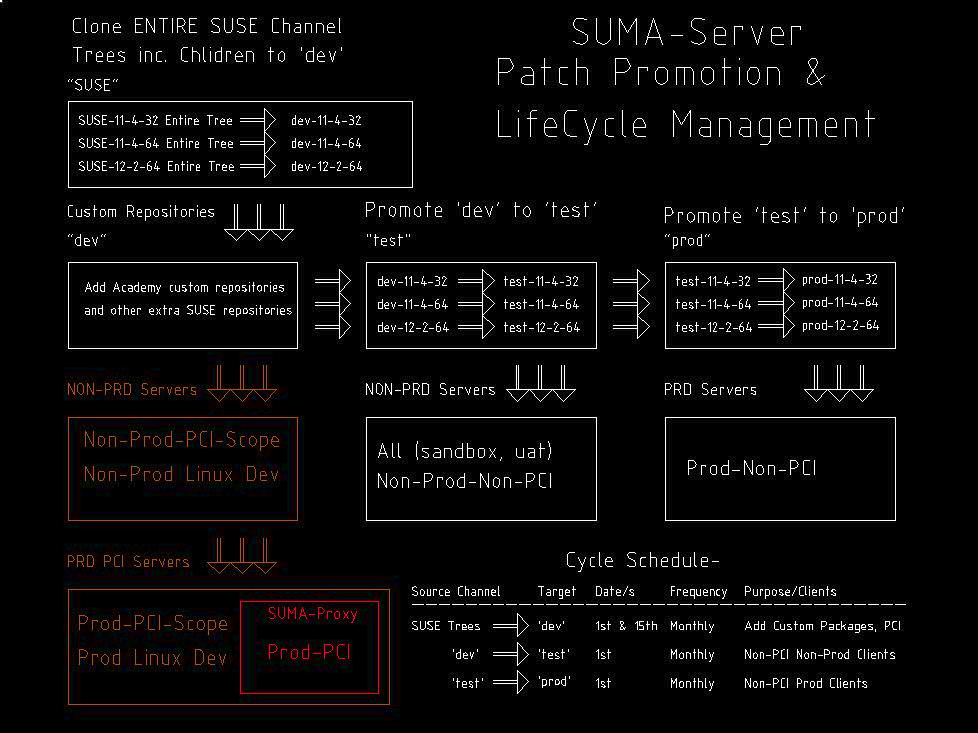 Clone ENTIRE SUSE Channel
Trees inc. Chlidren to 'dev'
"SUSE"
SUSE-11-4-32 Entire Tree dev-11-4-32
SUSE-11-4-64 Entire Tree dev-11-4-64
SUSE-12-2-64 Entire Tree dev-12-2-64
SUMA-Server
Patch Promotion &
LifeCycle Management
Custom Repositories
"dev"
Add Academy custom repositories
and other extra SUSE repositories
Promote 'dev' to 'test'
"test"
dev-11-4-32 test-11-4-32
dev-11-4-64 test-11-4-64
dev-12-2-64 test-12-2-64
Promote 'test' to 'prod'
"prod"
test-11-4-32 prod-11-4-32
test-11-4-64 prod-11-4-64
test-12-2-64 prod-12-2-64
NON-PRD Servers
Non-Prod-PCI-Scope
Non-Prod Linux Dev
NON-PRD Servers
All (sandbox, uat)
Non-Prod-Non-PCI
PRD Servers
Prod-Non-PCI
PRD PCI Servers
Prod-PCI-Scope
Prod Linux Dev
SUMA-Proxy
Prod-PCI
Cycle Schedule-
Source Channel Target Date/s Frequency Purpose/Clients
SUSE Trees 'dev' 1st & 15th Monthly Add Custom Packages, PCI
'dev' 'test' 1st Monthly Non-PCI Non-Prod Clients
'test' 'prod' 1st Monthly Non-PCI Prod Clients